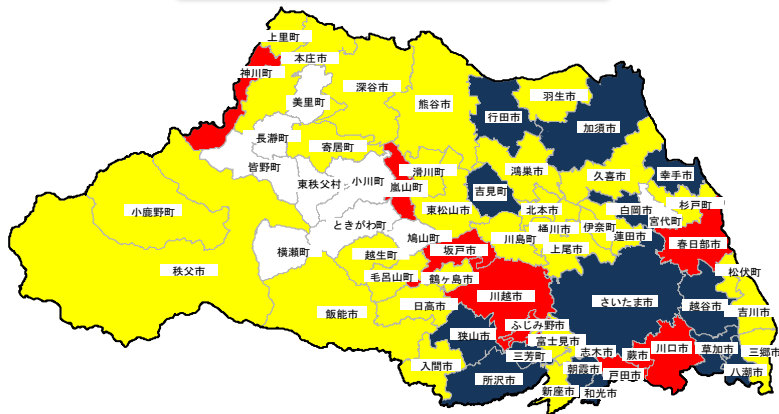 上里町
本庄市
神川町
美里町
深谷市
熊谷市
行田市
羽生市
加須市
長瀞町
寄居町
皆野町
東秩父村
小川町
嵐山町
滑川町
吉見町
鴻巣市
久喜市
幸手市
小鹿野町
東松山市
北本市
白岡市
杉戸町
宮代町
ときがわ町
鳩山町
川島町
桶川市
伊奈町
蓮田市
春日部市
横瀬町
越生町
坂戸市
上尾市
秩父市
毛呂山町
鶴ヶ島市
松伏町
飯能市
日高市
川越市
さいたま市
越谷市
吉川市
狭山市
ふじみ野市
富士見市
三芳町
志木市
蕨市
川口市
草加市
三郷市
入間市
所沢市
朝霞市
戸田市
八潮市
新座市
和光市